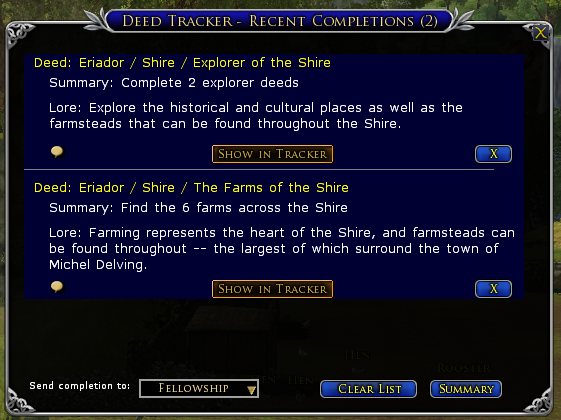 Deed Tracker - Recent Completions (2)
X
Deed: Eriador / Shire / Explorer of the Shire
Summary: Complete 2 explorer deeds
Lore: Explore the historical and cultural places as well as the
farmsteads that can be found throughout the Shire.
Show in Tracker
X
Deed: Eriador / Shire / The Farms of the Shire
Summary: Find the 6 farms across the Shire
Lore: Farming represents the heart of the Shire, and farmsteads can
be found throughout -- the largest of which surround the town of
Michel Delving.
Show in Tracker
X
Hen
Rooster
Hen
Hen
Send completion to:
Fellowship
Clear List
Summary